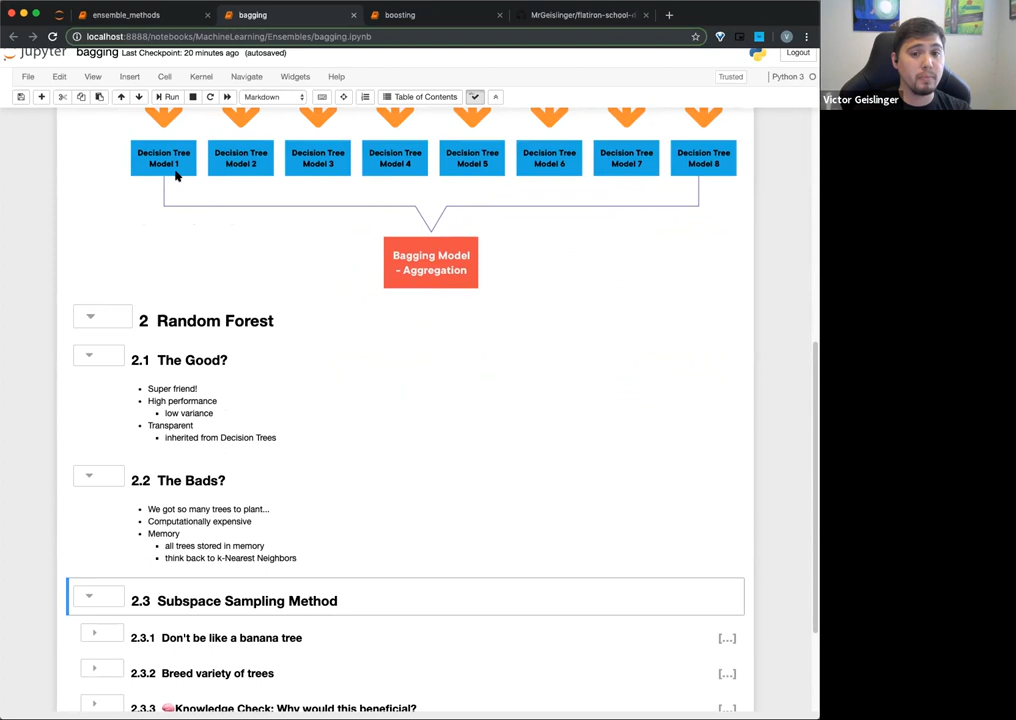 ensemble_methods
bagging
boosting
MrGeislinger/flatiron-school-d
localhost:8888/notebooks/MachineLearning/Ensembles/bagging.ipynb
jupyter bagging Last Checkpoint: 20 minutes ago (autosaved)
Logout
File Edit View Insert Cell Kernel Navigate Widgets Help
Trusted
Python 3
Run
Markdown
Table of Contents
Victor Geislinger
Decision Tree Model 1
Decision Tree Model 2
Decision Tree Model 3
Decision Tree Model 4
Decision Tree Model 5
Decision Tree Model 6
Decision Tree Model 7
Decision Tree Model 8
Bagging Model
- Aggregation
2 Random Forest
2.1 The Good?
• Super friend!
• High performance
• low variance
• Transparent
• inherited from Decision Trees
2.2 The Bads?
• We got so many trees to plant...
• Computationally expensive
• Memory
• all trees stored in memory
• think back to k-Nearest Neighbors
2.3 Subspace Sampling Method
2.3.1 Don't be like a banana tree
[...]
2.3.2 Breed variety of trees
[...]
2.3.3 🧠Knowledge Check: Why would this beneficial?
[...]